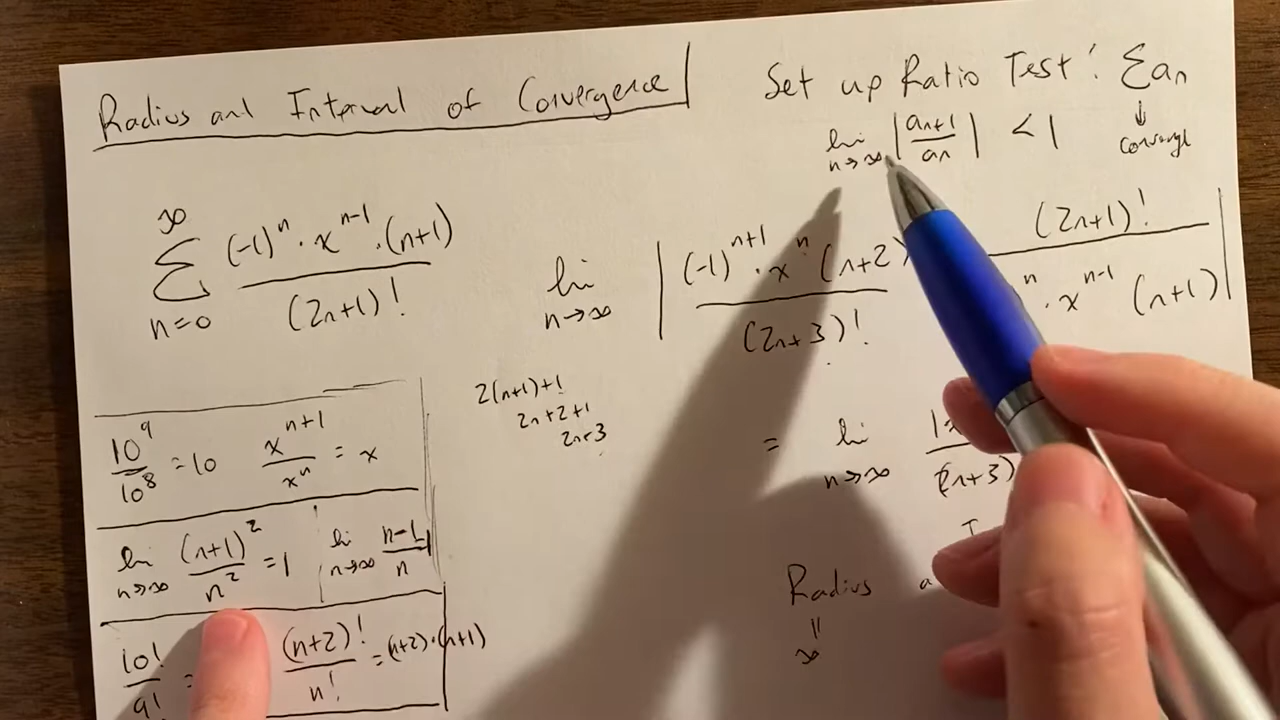 Radius and Interval of Convergence
Set up Ratio Test: Σan
lim n→∞ |an+1/an| < 1
↓ converge
∞ Σ n=0 (-1)^n · x^(n-1) · (n+1) / (2n+1)!
lim n→∞ | (-1)^(n+1) · x^n (n+2) / (2n+3)!
(2n+1)! / n · x^(n-1) (n+1) |
2(n+1)+1
2n+2+1
2n+3
= lim n→∞
10^9/10^8 = 10
x^(n+1)/x^n = x
lim n→∞ (n+1)^2/n^2 = 1
lim n→∞ n-1/n
10!/9! =
(n+2)!/n! = (n+2)·(n+1)
Radius
=
∞